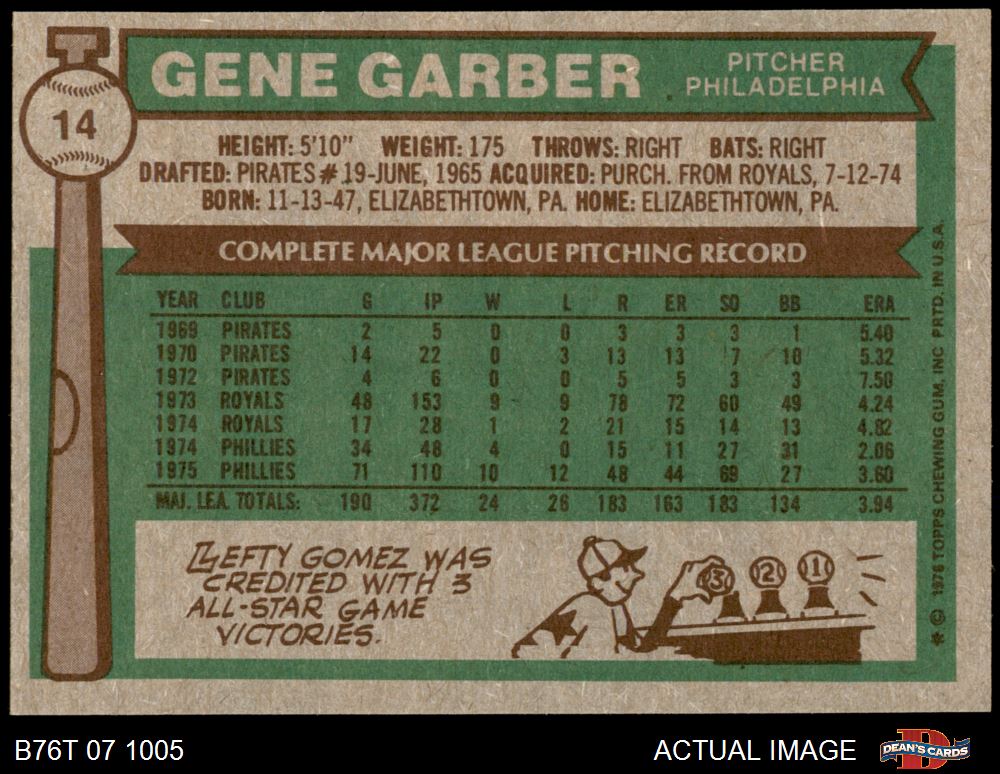 14
GENE GARBER
PITCHER
PHILADELPHIA
HEIGHT: 5'10" WEIGHT: 175 THROWS: RIGHT BATS: RIGHT
DRAFTED: PIRATES #19-JUNE, 1965 ACQUIRED: PURCH. FROM ROYALS, 7-12-74
BORN: 11-13-47, ELIZABETHTOWN, PA. HOME: ELIZABETHTOWN, PA.
COMPLETE MAJOR LEAGUE PITCHING RECORD
YEAR CLUB G IP W L R ER SO BB ERA
1969 PIRATES 2 5 0 0 3 3 3 1 5.40
1970 PIRATES 14 22 0 3 13 13 7 10 5.32
1972 PIRATES 4 6 0 0 5 5 3 3 7.50
1973 ROYALS 48 153 9 9 78 72 60 49 4.24
1974 ROYALS 17 28 1 2 21 15 14 13 4.82
1974 PHILLIES 34 48 4 0 15 11 27 31 2.06
1975 PHILLIES 71 110 10 12 48 44 69 27 3.60
MAJ. LEA. TOTALS: 190 372 24 26 183 163 183 134 3.94
LEFTY GOMEZ WAS
CREDITED WITH 3
ALL-STAR GAME
VICTORIES.
3 2 1
* © 1976 TOPPS CHEWING GUM, INC PRTD. IN U.S.A.
B76T 07 1005
ACTUAL IMAGE
DEAN'S CARDS